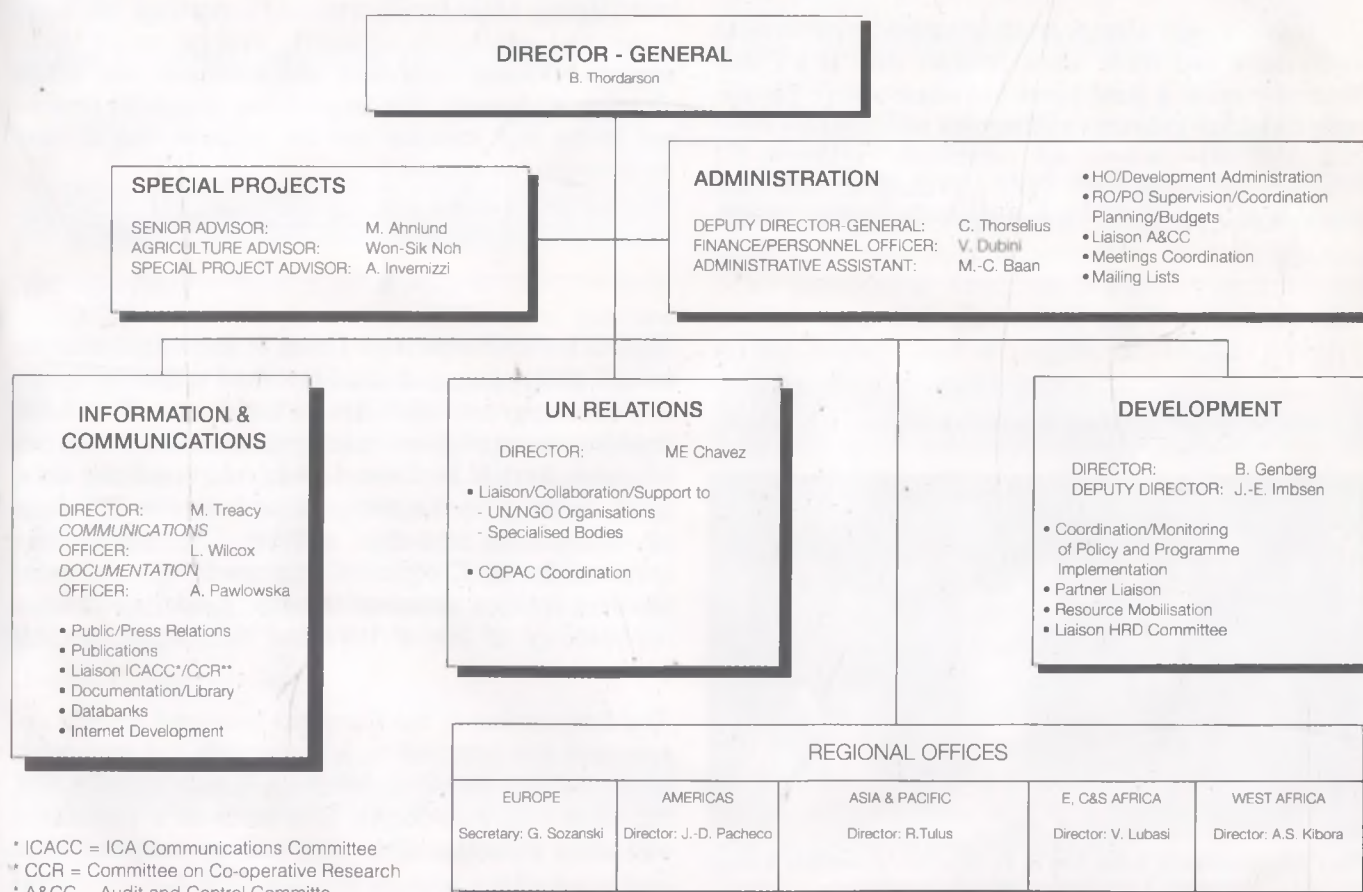 DIRECTOR - GENERAL
B. Thordarson
SPECIAL PROJECTS
SENIOR ADVISOR: M. Ahnlund
AGRICULTURE ADVISOR: Won-Sik Noh
SPECIAL PROJECT ADVISOR: A. Invernizzi
ADMINISTRATION
DEPUTY DIRECTOR-GENERAL: C. Thorselius
FINANCE/PERSONNEL OFFICER: V. Dubini
ADMINISTRATIVE ASSISTANT: M.-C. Baan
• HO/Development Administration
• RO/PO Supervision/Coordination
Planning/Budgets
• Liaison A&CC
• Meetings Coordination
• Mailing Lists
INFORMATION &
COMMUNICATIONS
DIRECTOR: M. Treacy
COMMUNICATIONS
OFFICER: L. Wilcox
DOCUMENTATION
OFFICER: A. Pawlowska
• Public/Press Relations
• Publications
• Liaison ICACC*/CCR**
• Documentation/Library
• Databanks
• Internet Development
UN RELATIONS
DIRECTOR: ME Chavez
• Liaison/Collaboration/Support to
- UN/NGO Organisations
- Specialised Bodies
• COPAC Coordination
DEVELOPMENT
DIRECTOR: B. Genberg
DEPUTY DIRECTOR: J.-E. Imbsen
• Coordination/Monitoring
of Policy and Programme
Implementation
• Partner Liaison
• Resource Mobilisation
• Liaison HRD Committee
REGIONAL OFFICES
EUROPE
Secretary: G. Sozanski
AMERICAS
Director: J.-D. Pacheco
ASIA & PACIFIC
Director: R.Tulus
E, C&S AFRICA
Director: V. Lubasi
WEST AFRICA
Director: A.S. Kibora
* ICACC = ICA Communications Committee
* CCR = Committee on Co-operative Research
* A&CC = Audit and Control Committe